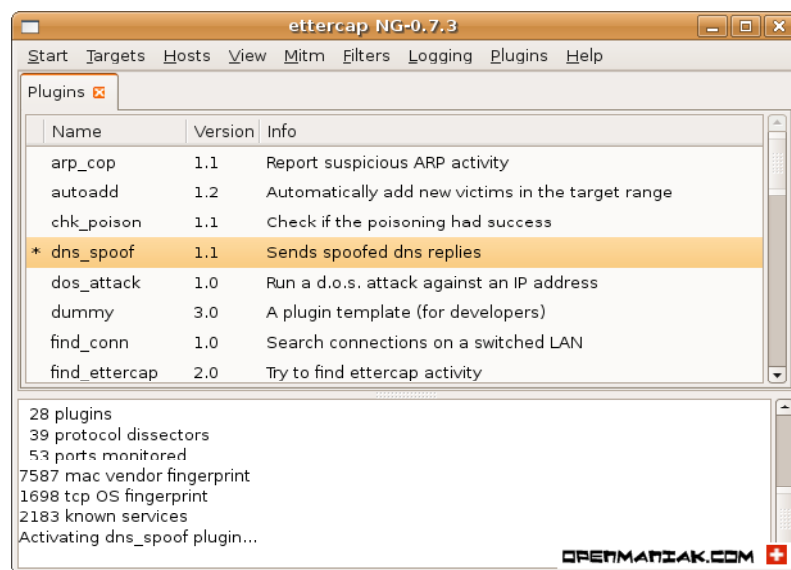 ettercap NG-0.7.3
Start Targets Hosts View Mitm Filters Logging Plugins Help
Plugins
Name Version Info
arp_cop 1.1 Report suspicious ARP activity
autoadd 1.2 Automatically add new victims in the target range
chk_poison 1.1 Check if the poisoning had success
* dns_spoof 1.1 Sends spoofed dns replies
dos_attack 1.0 Run a d.o.s. attack against an IP address
dummy 3.0 A plugin template (for developers)
find_conn 1.0 Search connections on a switched LAN
find_ettercap 2.0 Try to find ettercap activity
28 plugins
39 protocol dissectors
53 ports monitored
7587 mac vendor fingerprint
1698 tcp OS fingerprint
2183 known services
Activating dns_spoof plugin...
OPENMANIAK.COM